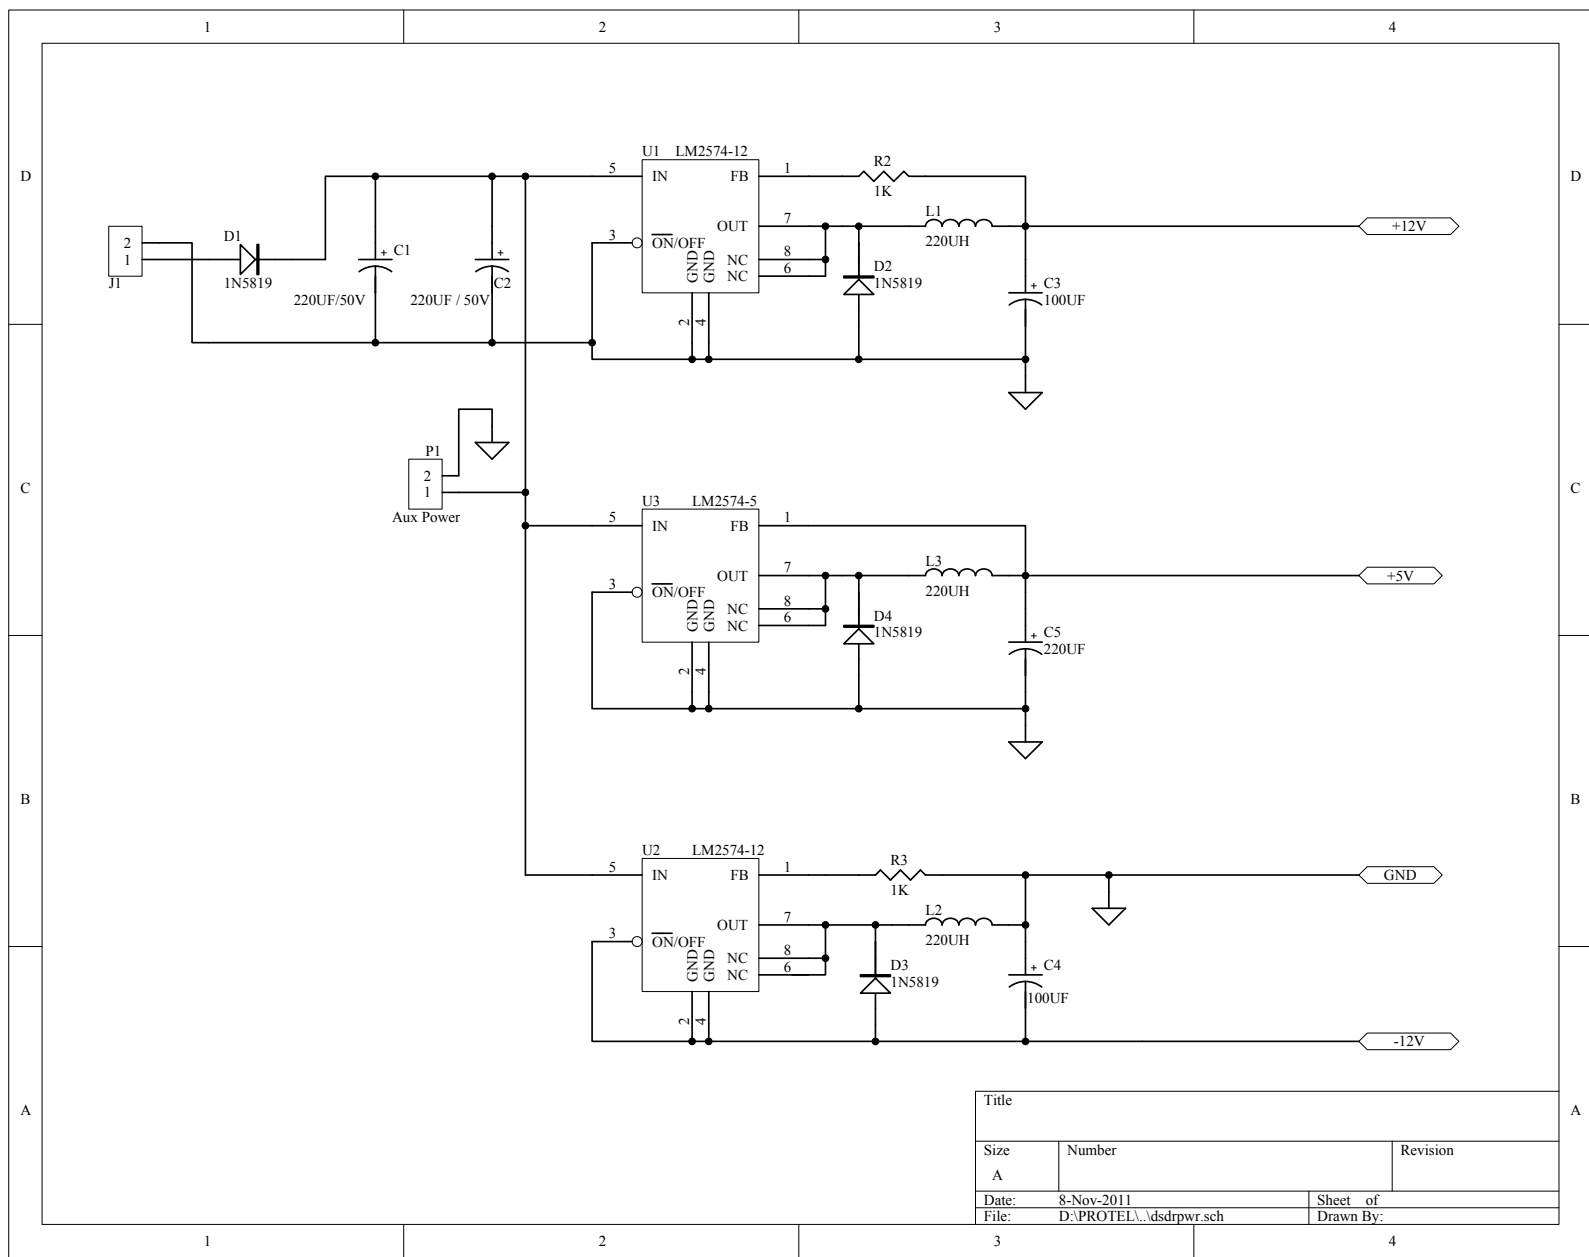 1 2 3 4
D D
C C
B B
A A
1 2 3 4
2
1
J1
D1
1N5819
+ C1
220UF/50V
+
C2
220UF / 50V
U1 LM2574-12
5 IN FB 1
OUT 7
3 ON/OFF
NC 8
NC 6
GND
GND
2
4
R2
1K
L1
220UH
D2
1N5819
+ C3
100UF
+12V
P1
2
1
Aux Power
U3 LM2574-5
5 IN FB 1
OUT 7
3 ON/OFF
NC 8
NC 6
GND
GND
2
4
L3
220UH
D4
1N5819
+ C5
220UF
+5V
U2 LM2574-12
5 IN FB 1
OUT 7
3 ON/OFF
NC 8
NC 6
GND
GND
2
4
R3
1K
L2
220UH
D3
1N5819
+ C4
100UF
GND
-12V
Title
Size Number Revision
A
Date: 8-Nov-2011 Sheet of
File: D:\PROTEL\..\dsdrpwr.sch Drawn By: